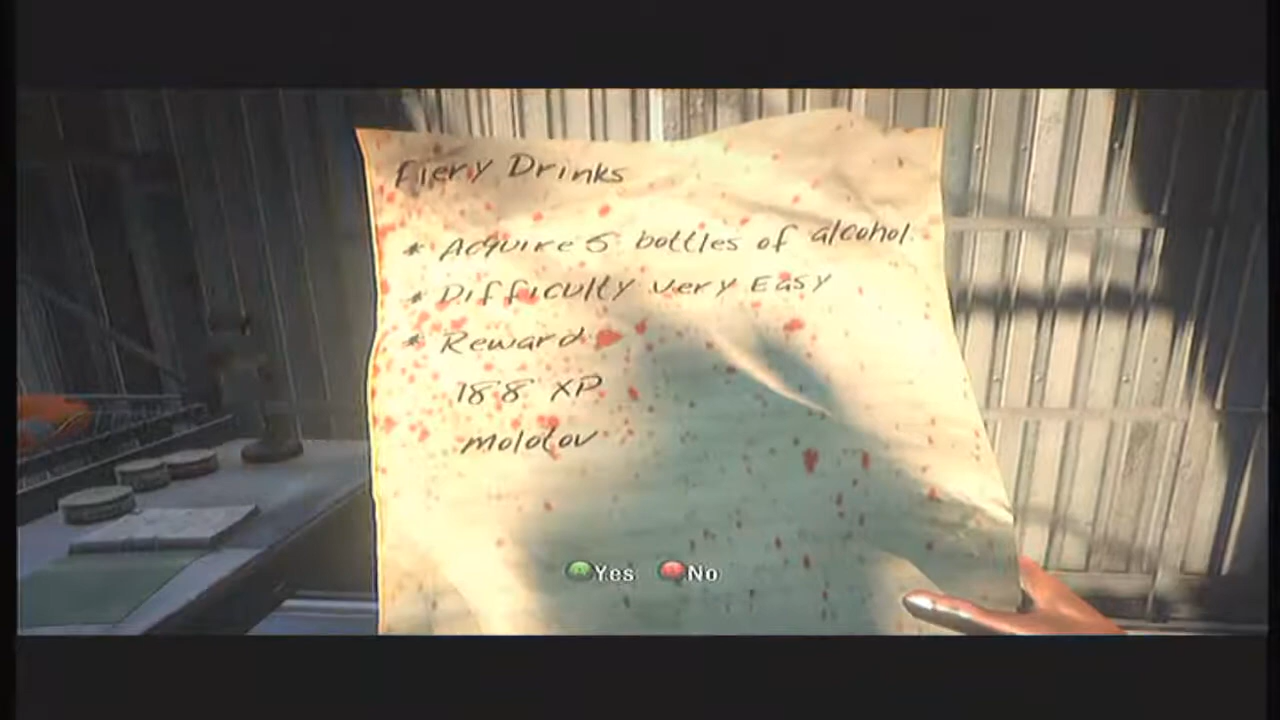 Fiery Drinks
* Acquire 5 bottles of alcohol.
* Difficulty very Easy
* Reward
188 XP
molotov
Yes No